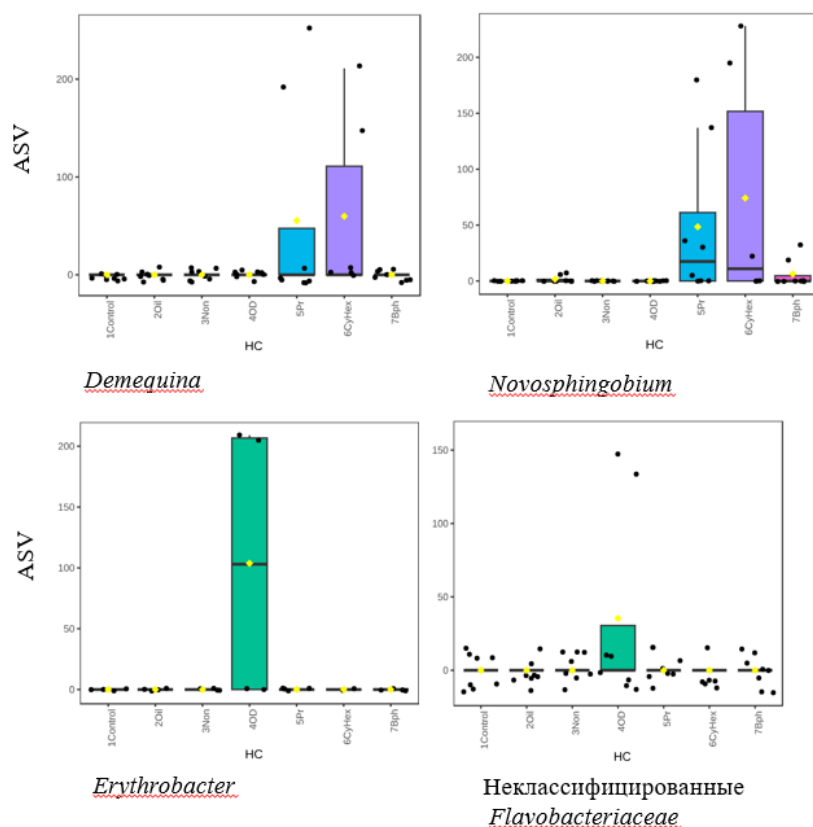 ASV
200
100
0
1Control
2Oil
3Non
4OD
5Pr
6CyHex
7Bph
HC
Demequina
200
150
100
50
0
1Control
2Oil
3Non
4OD
5Pr
6CyHex
7Bph
HC
Novosphingobium
ASV
200
150
100
50
0
1Control
2Oil
3Non
4OD
5Pr
6CyHex
7Bph
HC
Erythrobacter
150
100
50
0
1Control
2Oil
3Non
4OD
5Pr
6CyHex
7Bph
HC
Неклассифицированные
Flavobacteriaceae